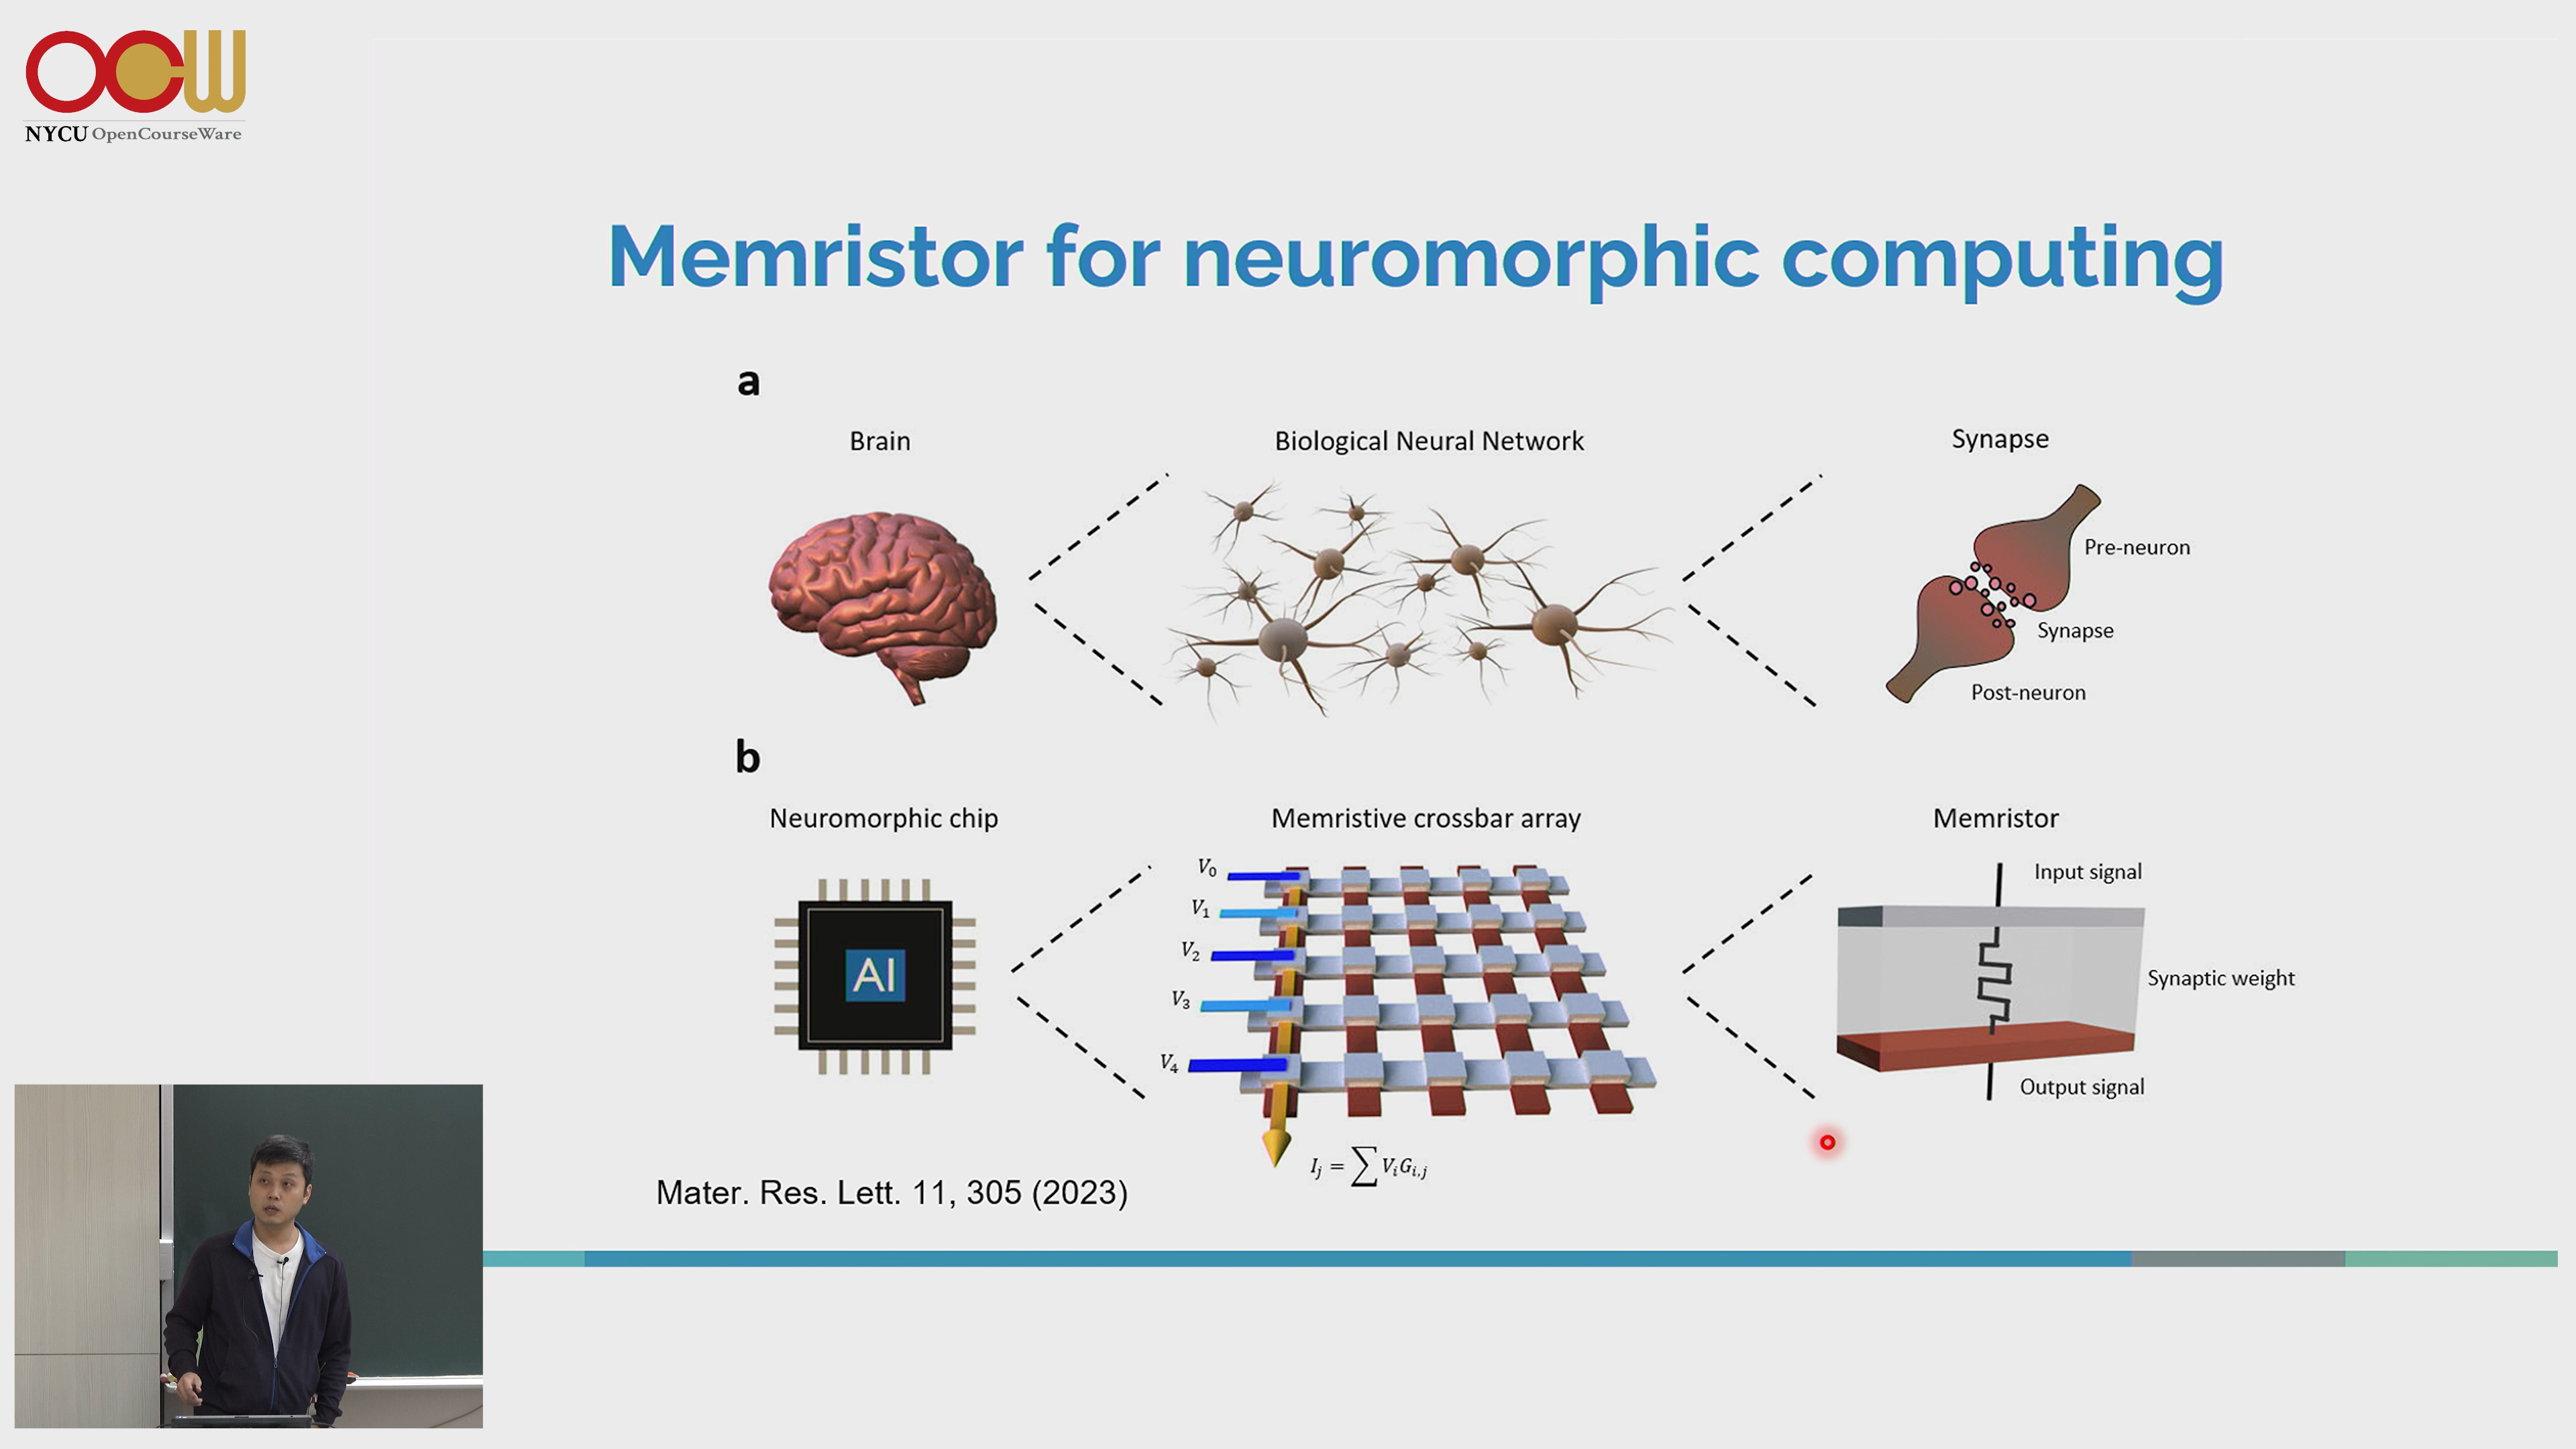 OCW
NYCU OpenCourseWare
Memristor for neuromorphic computing
a
Brain
Biological Neural Network
Synapse
Pre-neuron
Synapse
Post-neuron
b
Neuromorphic chip
Memristive crossbar array
Memristor
V₀
V₁
V₂
V₃
V₄
AI
Input signal
Synaptic weight
Output signal
Iⱼ = ∑ VᵢGᵢ,ⱼ
Mater. Res. Lett. 11, 305 (2023)